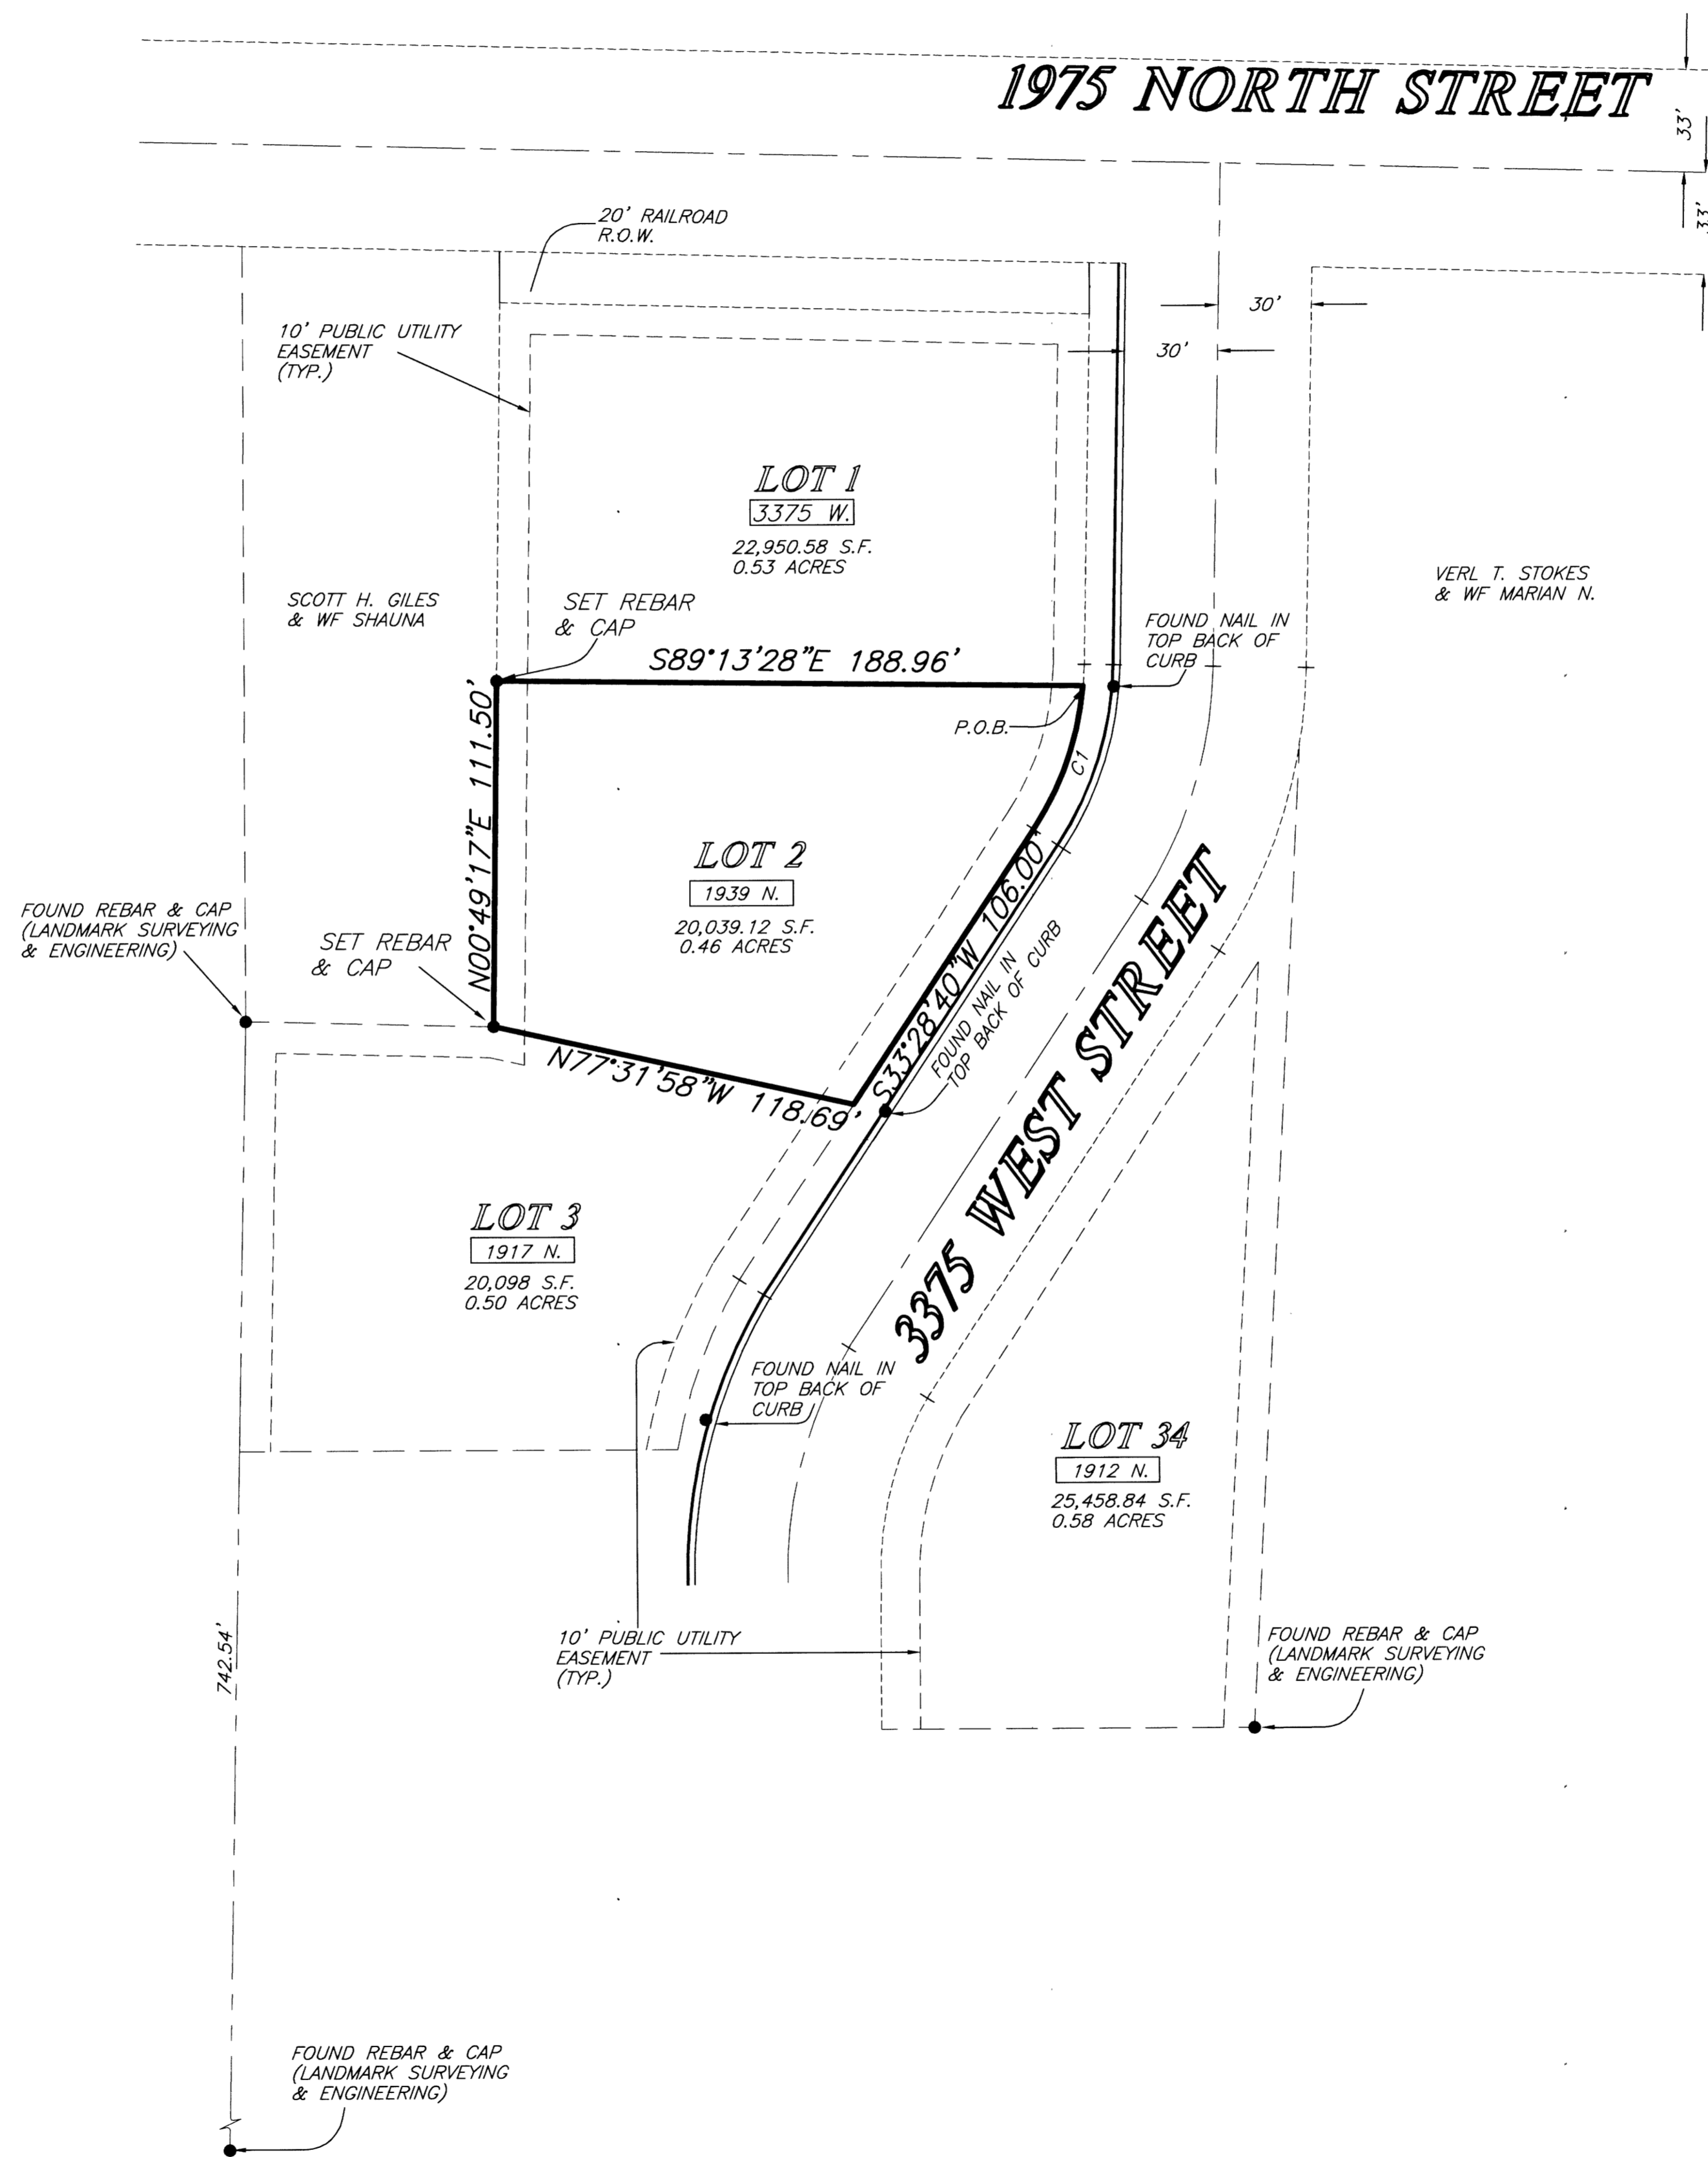 1975 NORTH STREET
33'
33'
20' RAILROAD
R.O.W.
30'
30'
10' PUBLIC UTILITY
EASEMENT
(TYP.)
LOT 1
3375 W.
22,950.58 S.F.
0.53 ACRES
SCOTT H. GILES
& WF SHAUNA
SET REBAR
& CAP
VERL T. STOKES
& WF MARIAN N.
FOUND NAIL IN
TOP BACK OF
CURB
S89°13'28"E 188.96'
P.O.B.
C1
N00°49'17"E 111.50'
LOT 2
1939 N.
20,039.12 S.F.
0.46 ACRES
S33°28'40"W 106.00'
FOUND NAIL IN
TOP BACK OF CURB
FOUND REBAR & CAP
(LANDMARK SURVEYING
& ENGINEERING)
SET REBAR
& CAP
N77°31'58"W 118.69'
3375 WEST STREET
LOT 3
1917 N.
20,098 S.F.
0.50 ACRES
FOUND NAIL IN
TOP BACK OF
CURB
LOT 34
1912 N.
25,458.84 S.F.
0.58 ACRES
10' PUBLIC UTILITY
EASEMENT
(TYP.)
FOUND REBAR & CAP
(LANDMARK SURVEYING
& ENGINEERING)
742.54'
FOUND REBAR & CAP
(LANDMARK SURVEYING
& ENGINEERING)